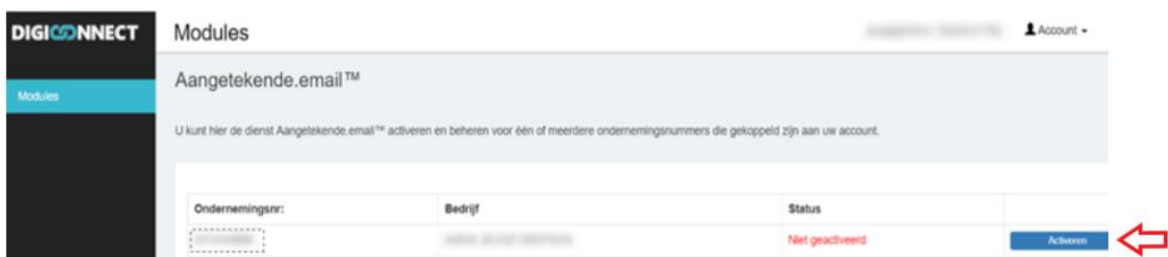 DIGICONNECT
Modules
Account
Modules
Aangetekende.email™
U kunt hier de dienst Aangetekende.email™ activeren en beheren voor één of meerdere ondernemingsnummers die gekoppeld zijn aan uw account.
Ondernemingsnr: Bedrijf Status
Niet geactiveerd Activeren